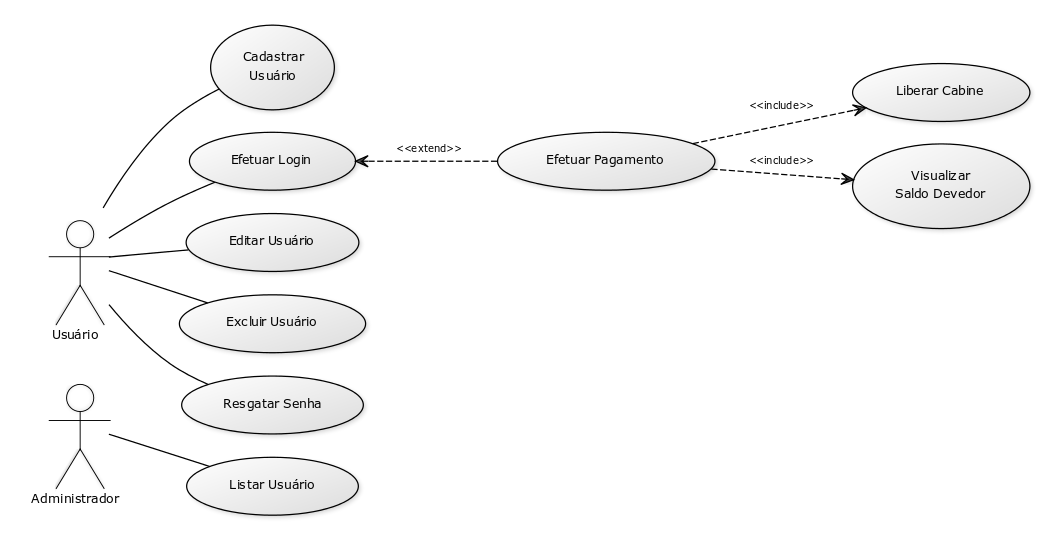 Cadastrar
Usuário
Liberar Cabine
<<include>>
<<extend>>
Efetuar Login
Efetuar Pagamento
<<include>>
Visualizar
Saldo Devedor
Editar Usuário
Excluir Usuário
Usuário
Resgatar Senha
Listar Usuário
Administrador